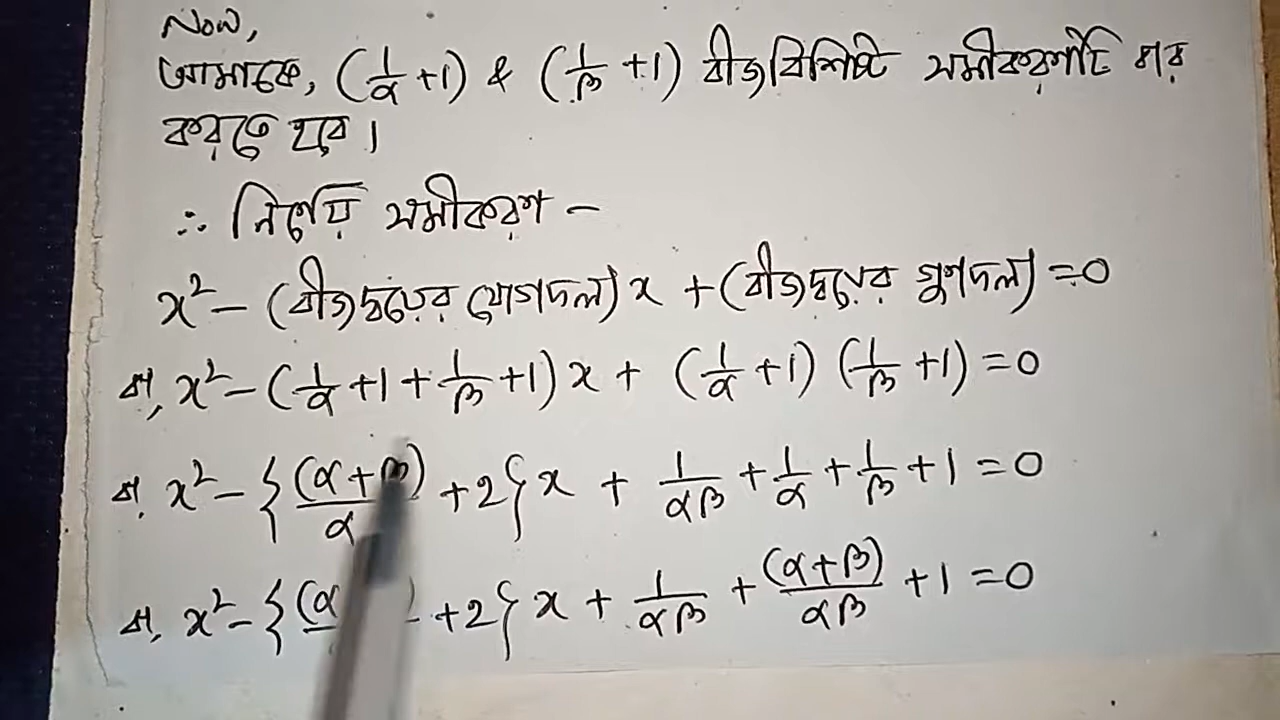 Now,
আমাকে, (1/α +1) & (1/β +1) বীজবিশিষ্ট সমীকরণটি বার
করতে হবে।
∴ নির্ণেয় সমীকরণ –
x² – (বীজদ্বয়ের যোগফল) x + (বীজদ্বয়ের গুণফল) = 0
বা, x² – (1/α +1 + 1/β +1) x + (1/α +1) (1/β +1) = 0
বা, x² – {(α+β)/α +2} x + 1/αβ + 1/α + 1/β + 1 = 0
বা, x² – {(α +2} x + 1/αβ + (α+β)/αβ + 1 = 0